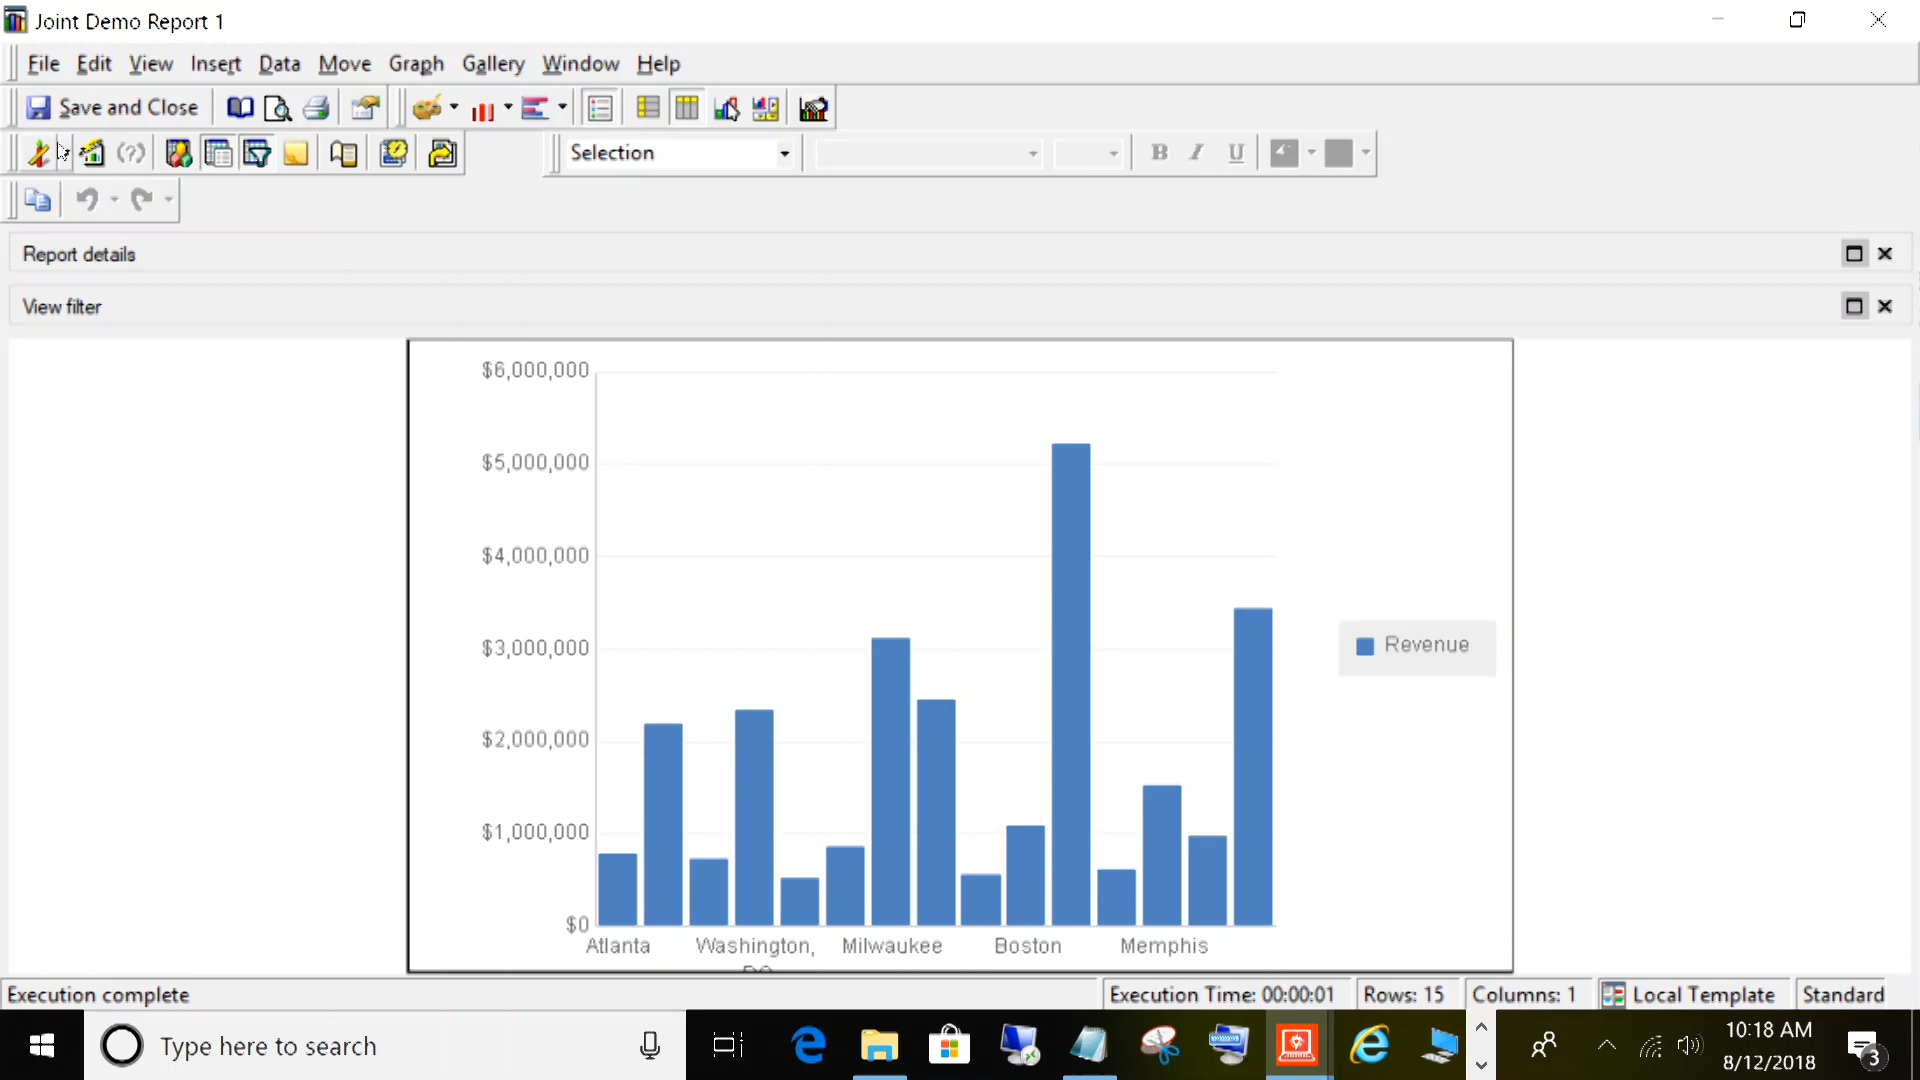 Joint Demo Report 1
File Edit View Insert Data Move Graph Gallery Window Help
Save and Close
(?) Selection B I U
Report details
View filter
$6,000,000
$5,000,000
$4,000,000
$3,000,000
$2,000,000
$1,000,000
$0
Revenue
Atlanta Washington, Milwaukee Boston Memphis
Execution complete Execution Time: 00:00:01 Rows: 15 Columns: 1 Local Template Standard
Type here to search
10:18 AM
8/12/2018
3